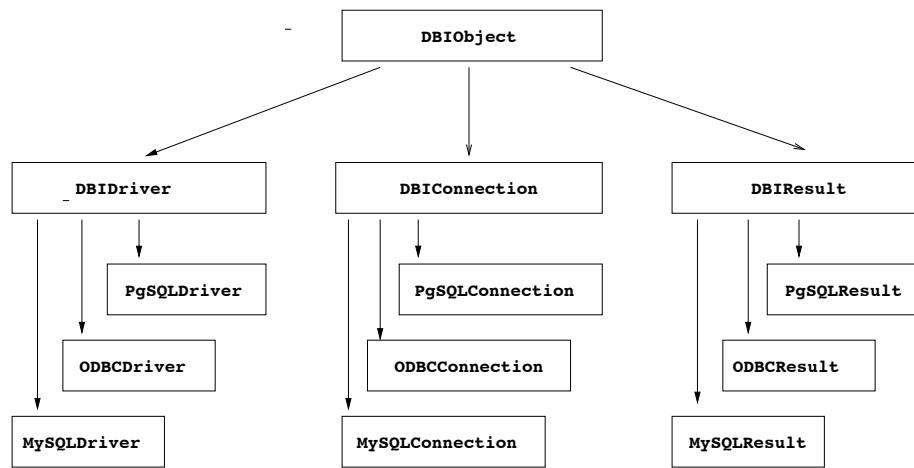 DBIObject
DBIDriver
DBIConnection
DBIResult
PgSQLDriver
PgSQLConnection
PgSQLResult
ODBCDriver
ODBCConnection
ODBCResult
MySQLDriver
MySQLConnection
MySQLResult